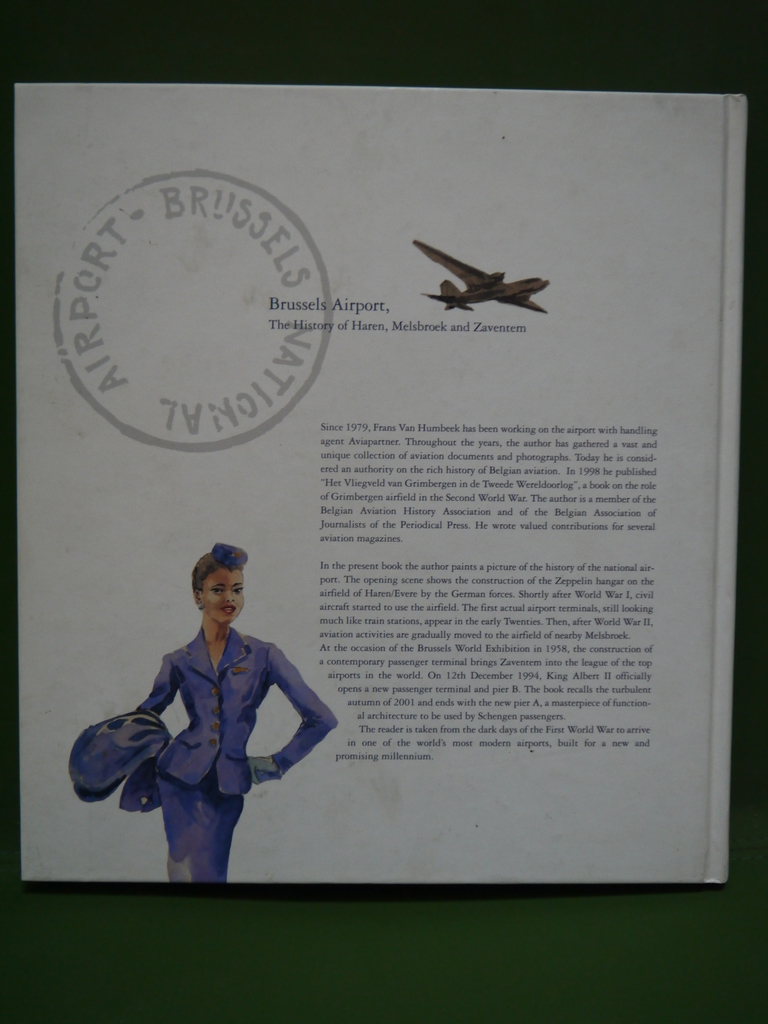 AIRPORT · BRUSSELS NATIONAL
Brussels Airport,
The History of Haren, Melsbroek and Zaventem
Since 1979, Frans Van Humbeek has been working on the airport with handling
agent Aviapartner. Throughout the years, the author has gathered a vast and
unique collection of aviation documents and photographs. Today he is consid-
ered an authority on the rich history of Belgian aviation. In 1998 he published
"Het Vliegveld van Grimbergen in de Tweede Wereldoorlog", a book on the role
of Grimbergen airfield in the Second World War. The author is a member of the
Belgian Aviation History Association and of the Belgian Association of
Journalists of the Periodical Press. He wrote valued contributions for several
aviation magazines.
In the present book the author paints a picture of the history of the national air-
port. The opening scene shows the construction of the Zeppelin hangar on the
airfield of Haren/Evere by the German forces. Shortly after World War I, civil
aircraft started to use the airfield. The first actual airport terminals, still looking
much like train stations, appear in the early Twenties. Then, after World War II,
aviation activities are gradually moved to the airfield of nearby Melsbroek.
At the occasion of the Brussels World Exhibition in 1958, the construction of
a contemporary passenger terminal brings Zaventem into the league of the top
airports in the world. On 12th December 1994, King Albert II officially
opens a new passenger terminal and pier B. The book recalls the turbulent
autumn of 2001 and ends with the new pier A, a masterpiece of function-
al architecture to be used by Schengen passengers.
The reader is taken from the dark days of the First World War to arrive
in one of the world's most modern airports, built for a new and
promising millennium.